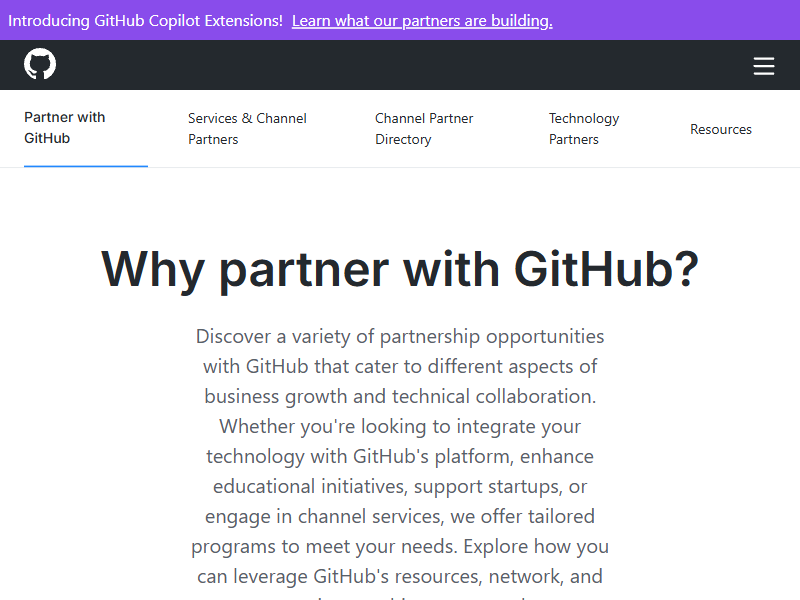 Introducing GitHub Copilot Extensions! Learn what our partners are building.
Partner with
GitHub
Services & Channel
Partners
Channel Partner
Directory
Technology
Partners
Resources
Why partner with GitHub?
Discover a variety of partnership opportunities
with GitHub that cater to different aspects of
business growth and technical collaboration.
Whether you're looking to integrate your
technology with GitHub's platform, enhance
educational initiatives, support startups, or
engage in channel services, we offer tailored
programs to meet your needs. Explore how you
can leverage GitHub's resources, network, and